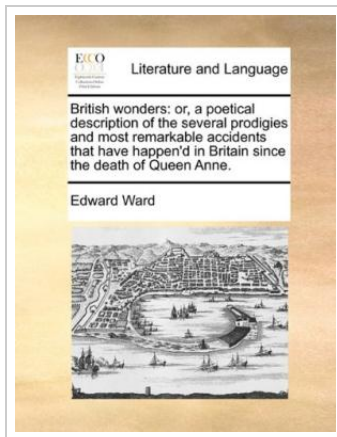 ECCO
Literature and Language
British wonders: or, a poetical
description of the several prodigies
and most remarkable accidents
that have happen'd in Britain since
the death of Queen Anne.
Edward Ward